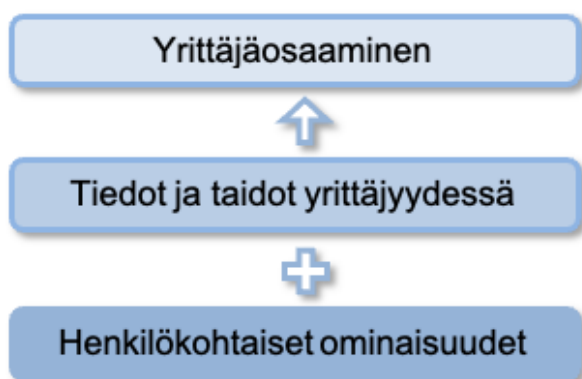 Yrittäjäosaaminen
Tiedot ja taidot yrittäjyydessä
Henkilökohtaiset ominaisuudet